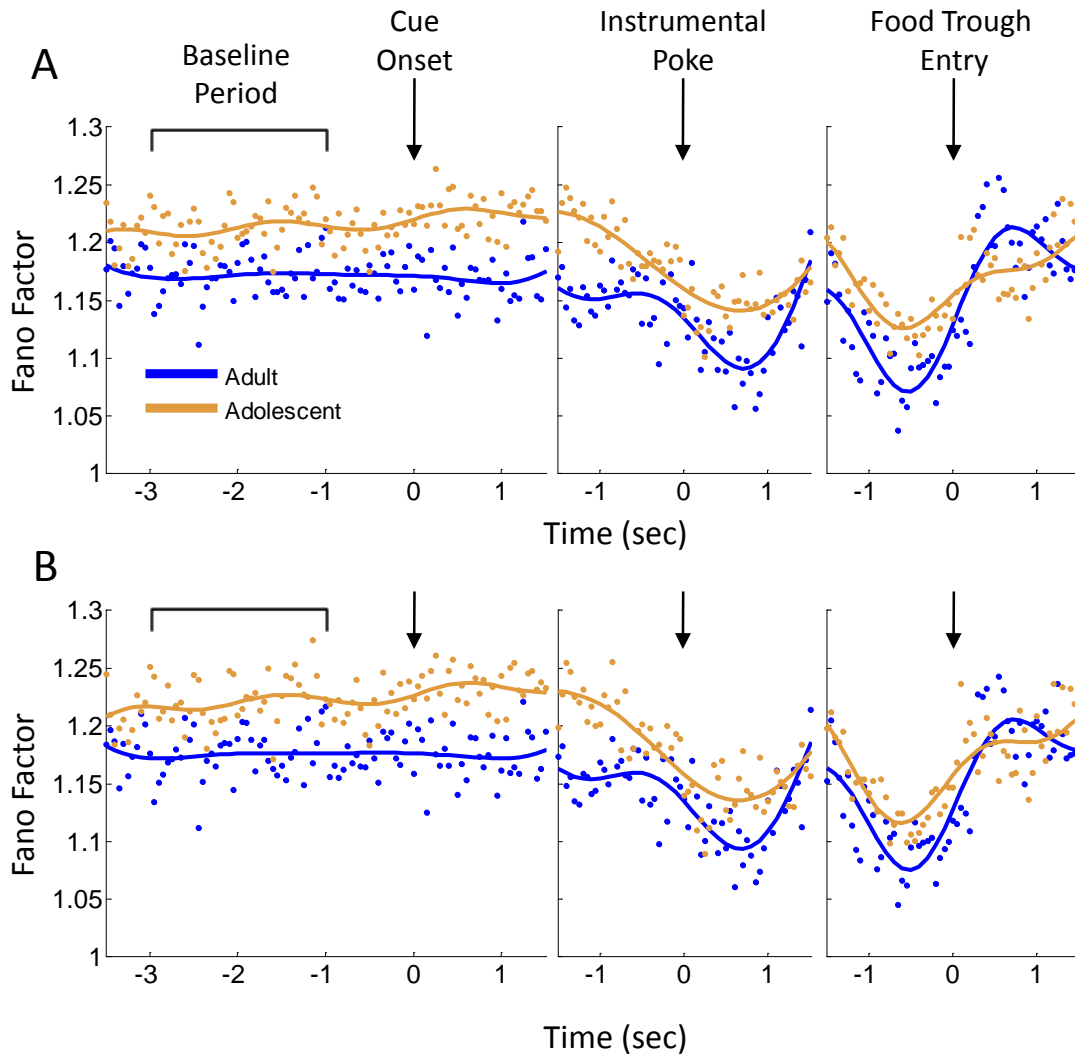 A
Baseline
Period
Cue
Onset
Instrumental
Poke
Food Trough
Entry
Fano Factor
1.3
1.25
1.2
1.15
1.1
1.05
1
Adult
Adolescent
-3 -2 -1 0 1 -1 0 1 -1 0 1
Time (sec)
B
Fano Factor
1.3
1.25
1.2
1.15
1.1
1.05
1
-3 -2 -1 0 1 -1 0 1 -1 0 1
Time (sec)